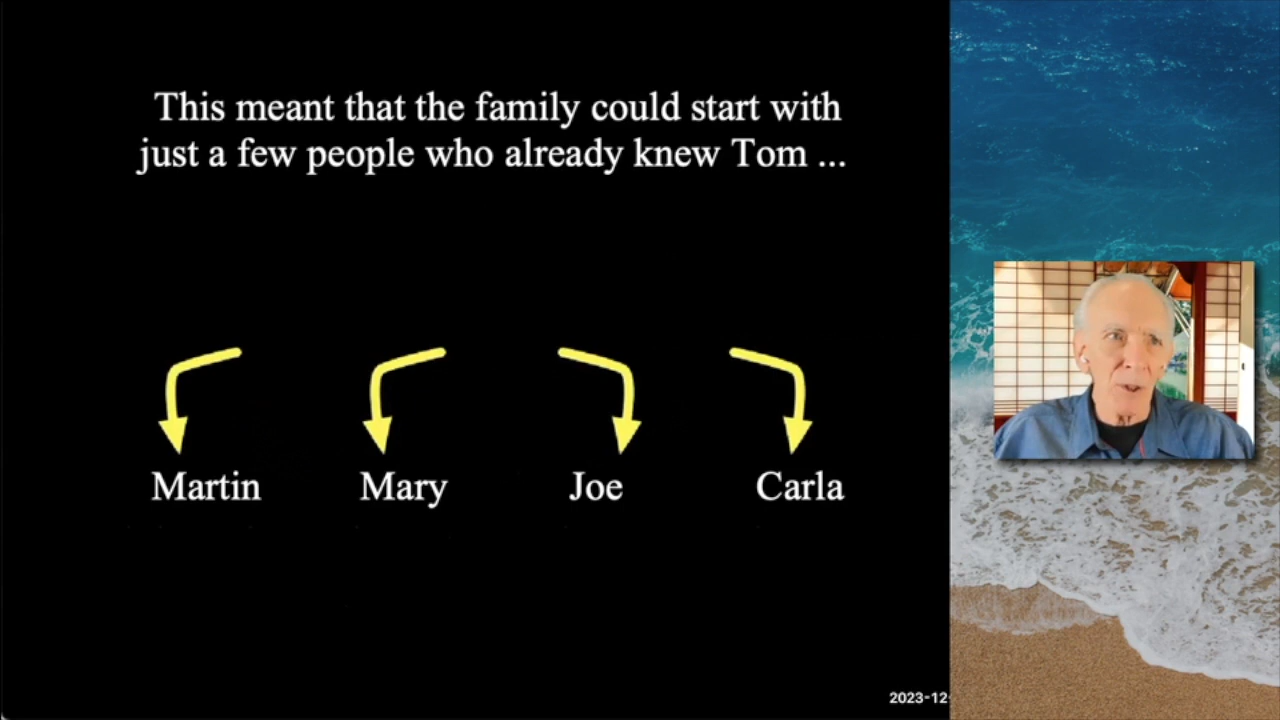 This meant that the family could start with
just a few people who already knew Tom ...
Martin Mary Joe Carla
2023-12